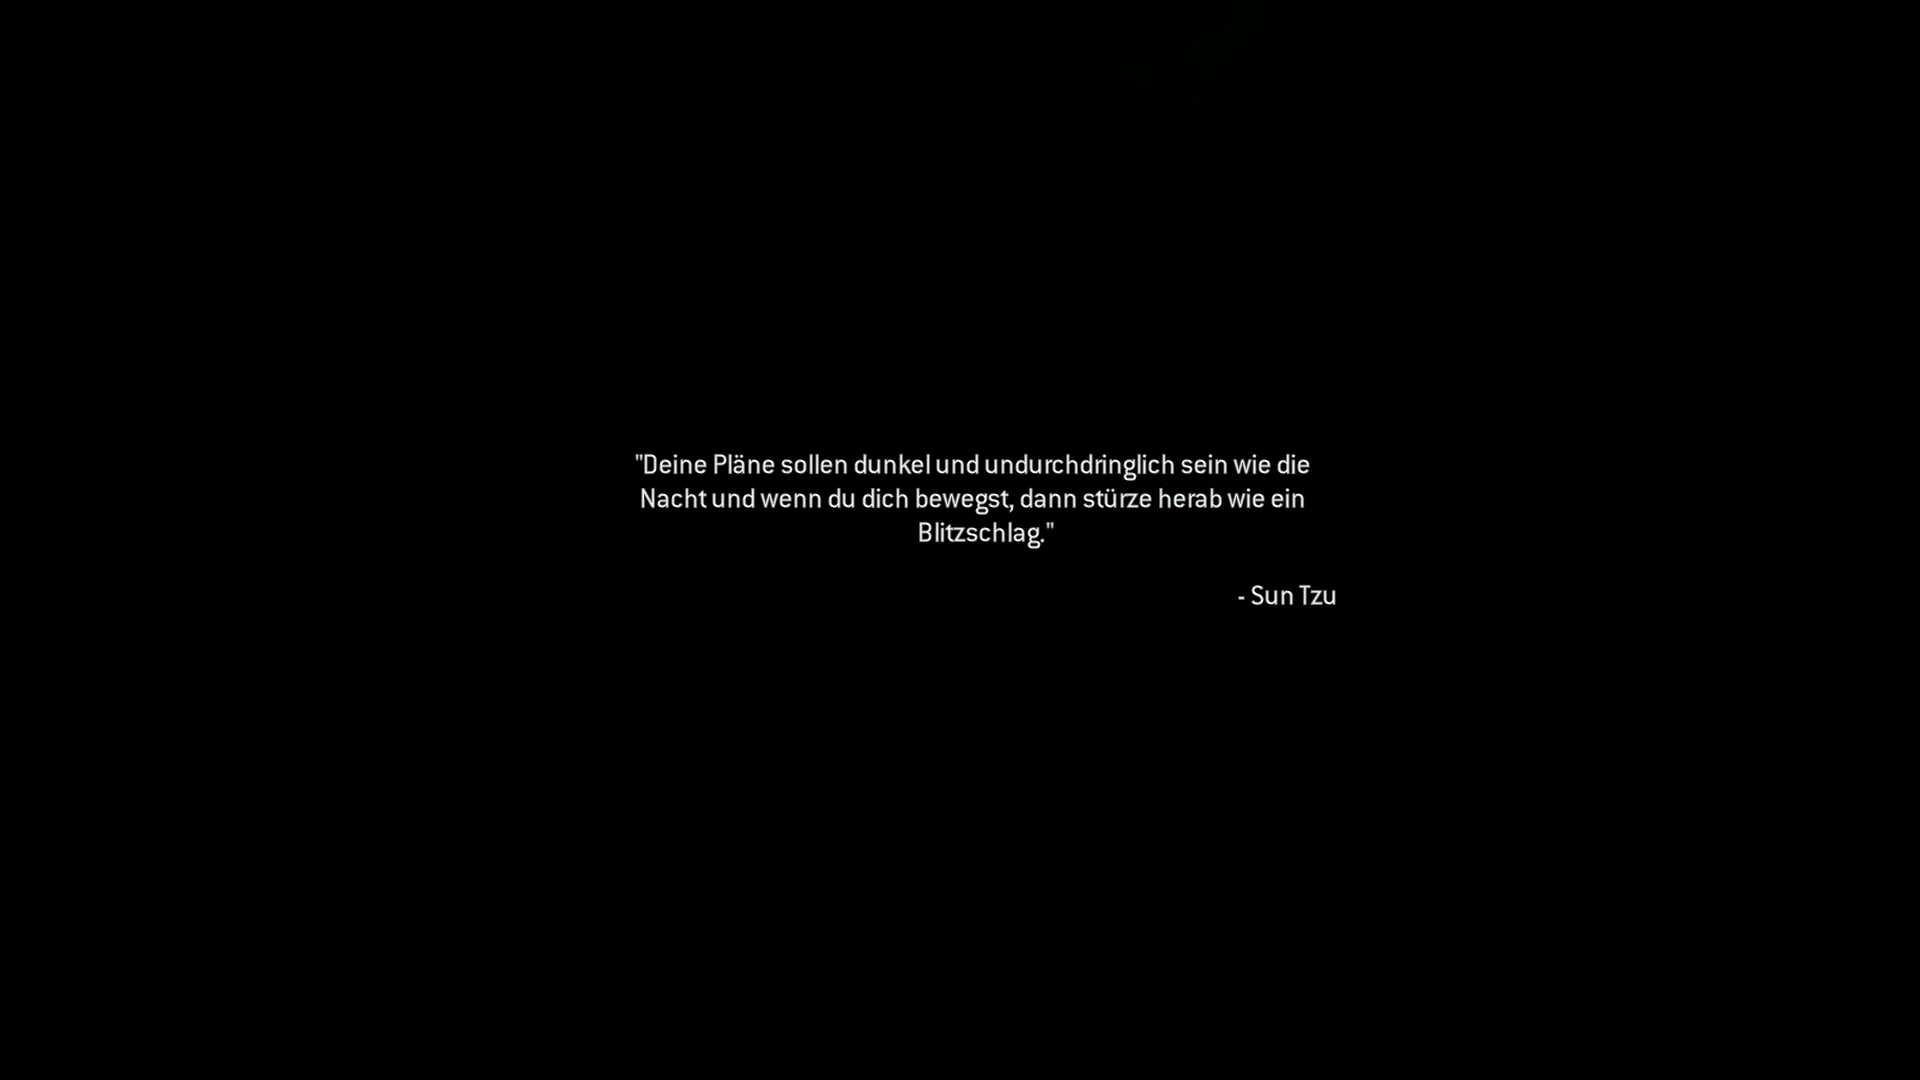 "Deine Pläne sollen dunkel und undurchdringlich sein wie die
Nacht und wenn du dich bewegst, dann stürze herab wie ein
Blitzschlag."
- Sun Tzu